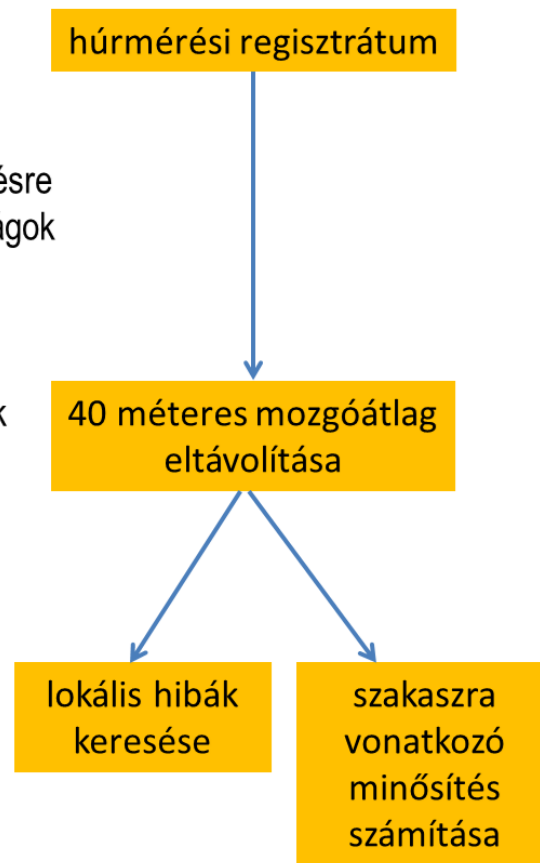 húrmérési regisztrátum
40 méteres mozgóátlag
eltávolítása
lokális hibák
keresése
szakaszra
vonatkozó
minősítés
számítása